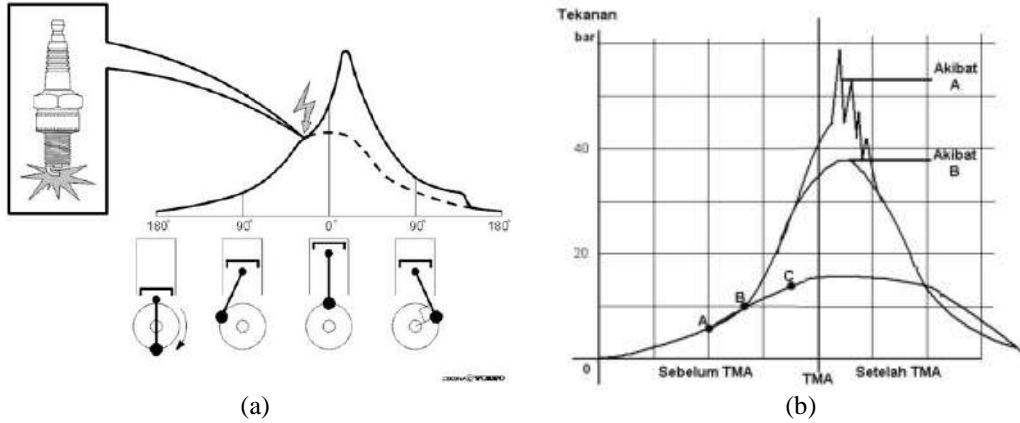 180° 90° 0° 90° 180°
(a)
Tekanan
bar
Akibat
A
Akibat
B
40
20
0
A
B
C
Sebelum TMA
TMA
Setelah TMA
(b)